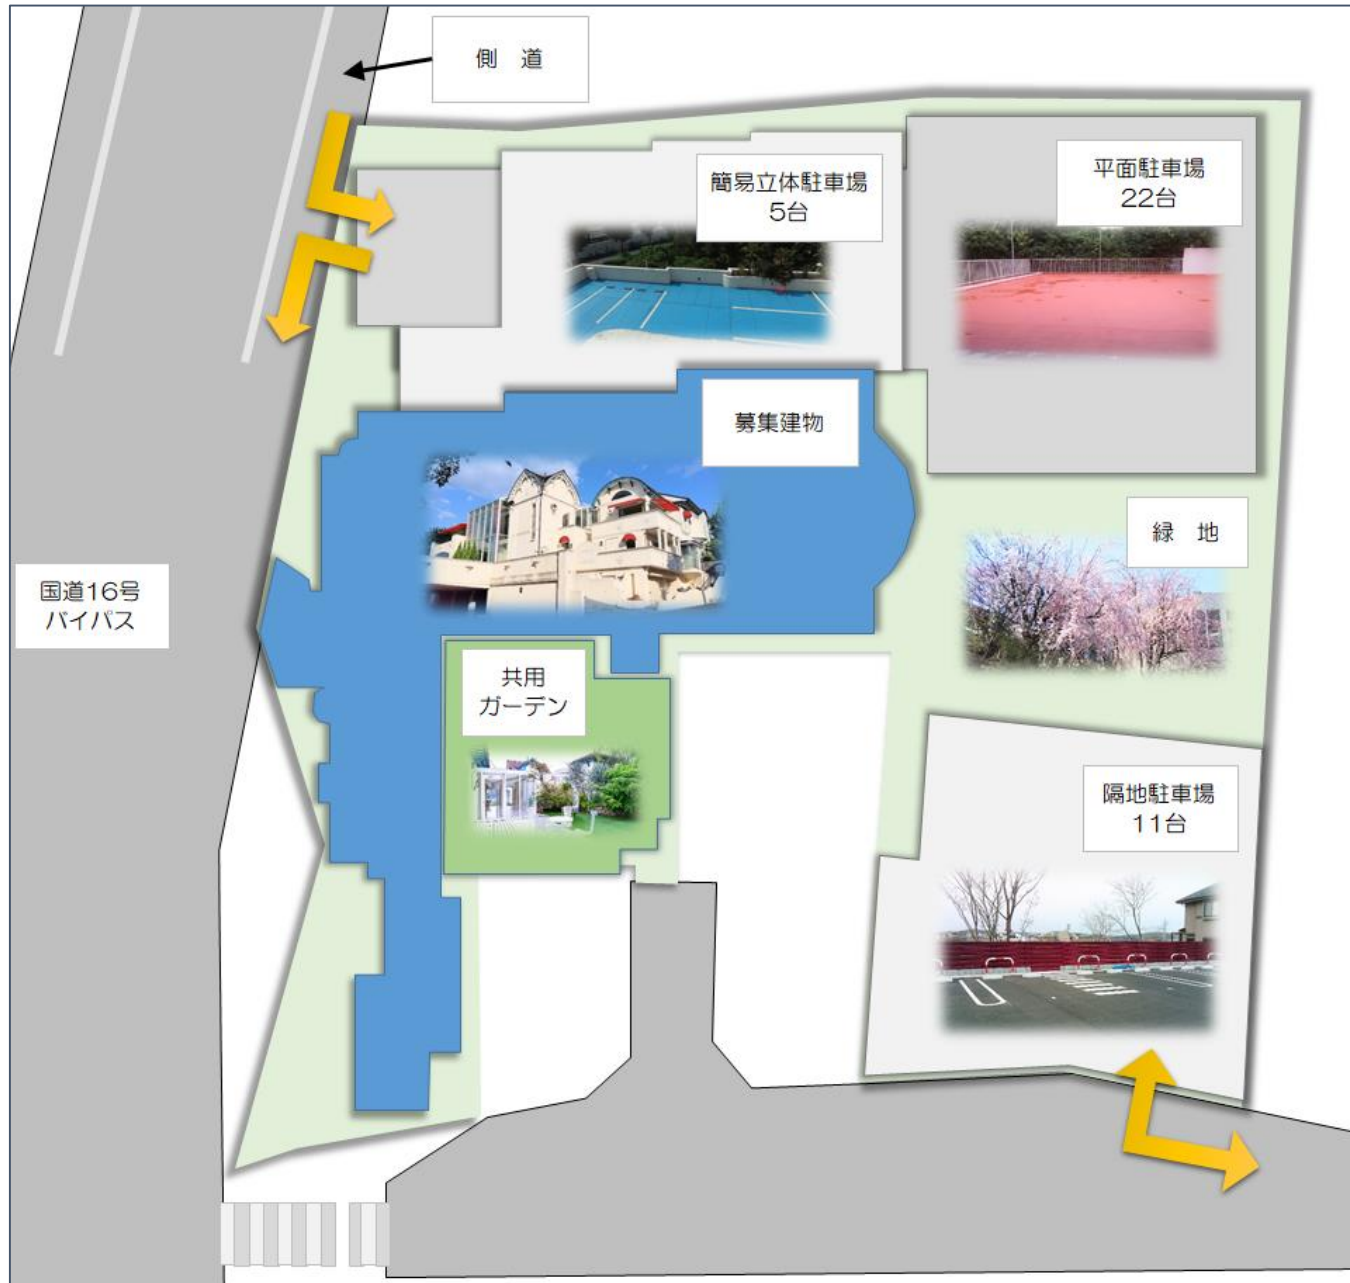 側　道
簡易立体駐車場
5台
平面駐車場
22台
募集建物
緑　地
国道16号
バイパス
共用
ガーデン
隔地駐車場
11台